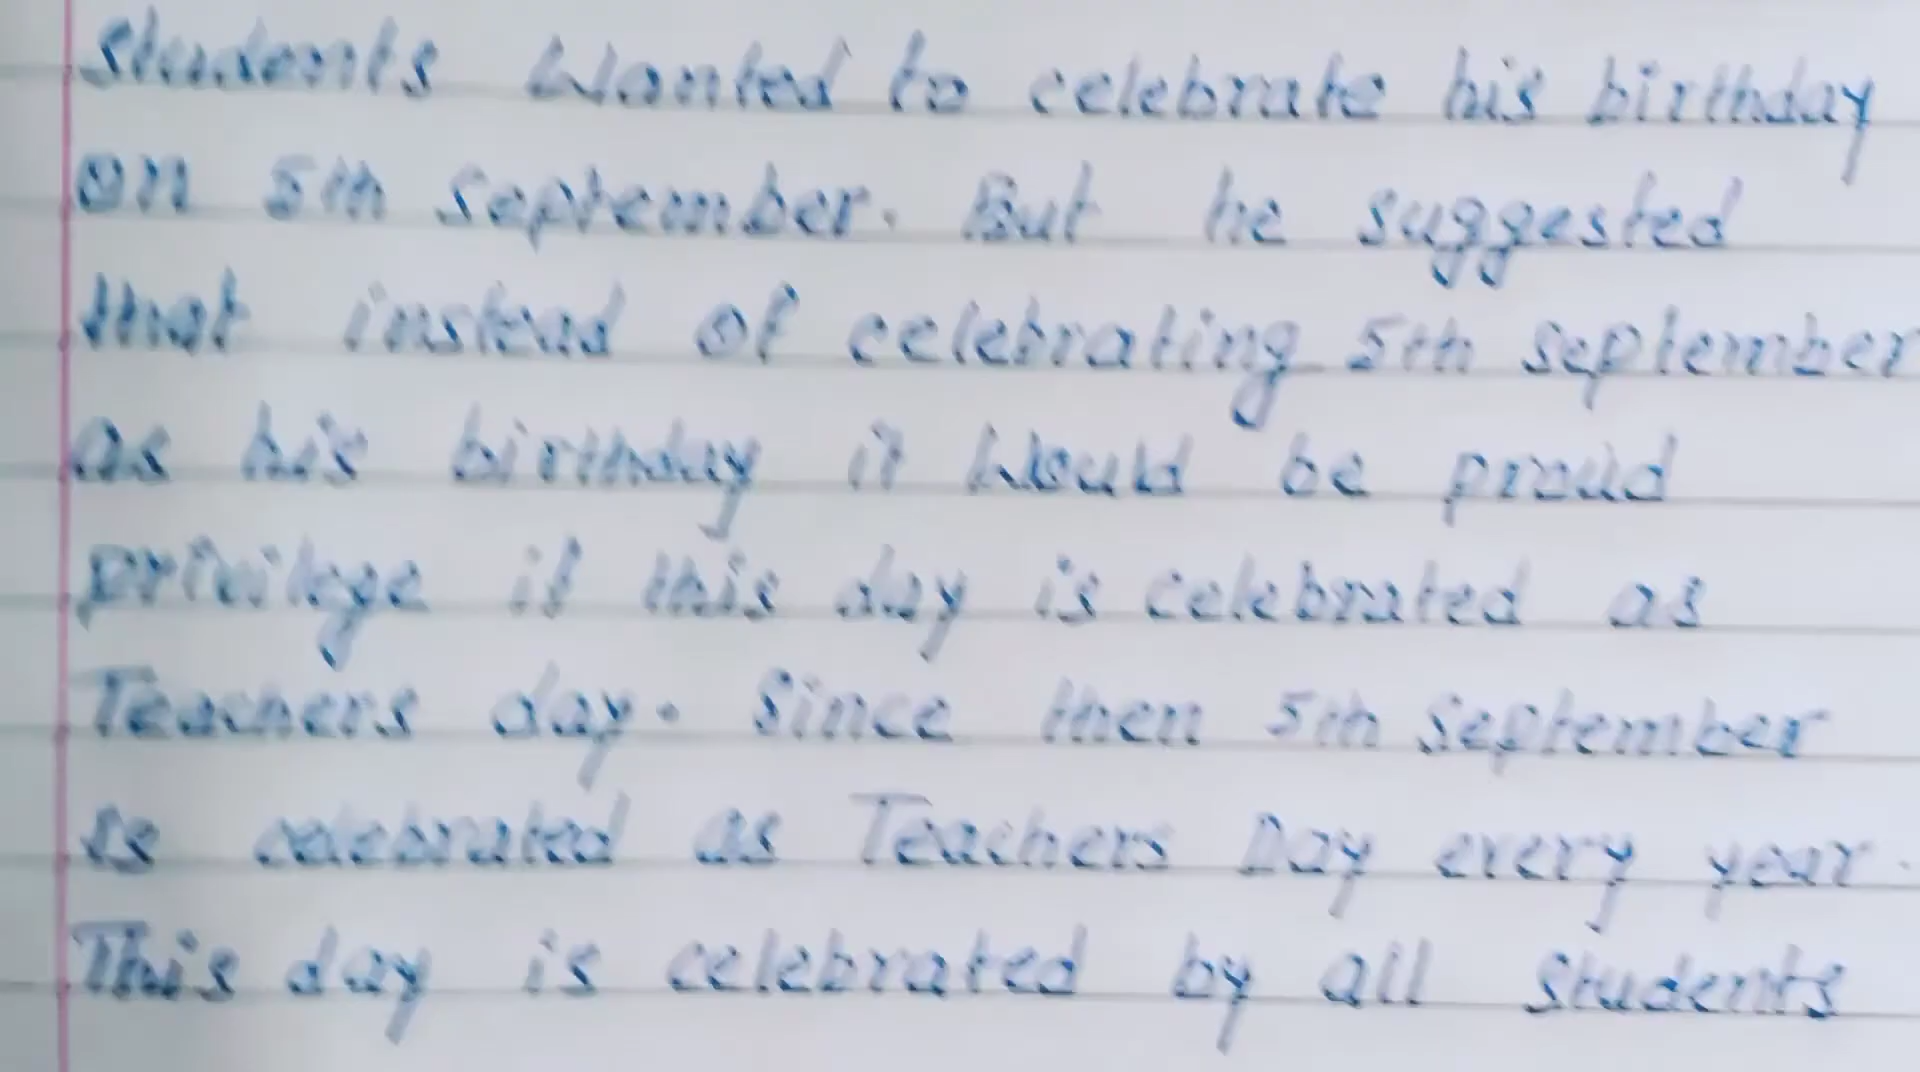 students wanted to celebrate his birthday
on 5th September. But he suggested
that instead of celebrating 5th September
as his birthday it would be proud
privilege if this day is celebrated as
Teachers day. Since then 5th September
is celebrated as Teachers Day every year.
This day is celebrated by all students